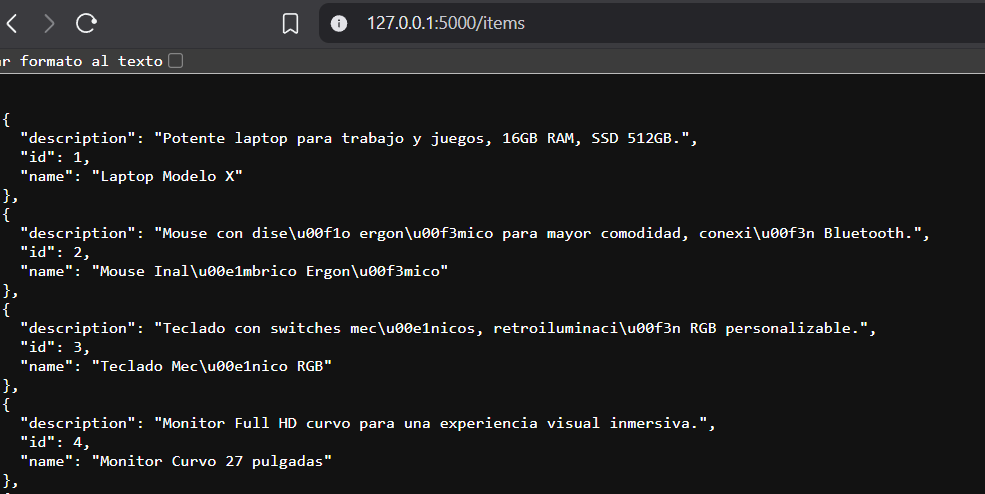 127.0.0.1:5000/items
r formato al texto
{
"description": "Potente laptop para trabajo y juegos, 16GB RAM, SSD 512GB.",
"id": 1,
"name": "Laptop Modelo X"
},
{
"description": "Mouse con dise\u00f1o ergon\u00f3mico para mayor comodidad, conexi\u00f3n Bluetooth.",
"id": 2,
"name": "Mouse Inal\u00e1mbrico Ergon\u00f3mico"
},
{
"description": "Teclado con switches mec\u00e1nicos, retroiluminaci\u00f3n RGB personalizable.",
"id": 3,
"name": "Teclado Mec\u00e1nico RGB"
},
{
"description": "Monitor Full HD curvo para una experiencia visual inmersiva.",
"id": 4,
"name": "Monitor Curvo 27 pulgadas"
},